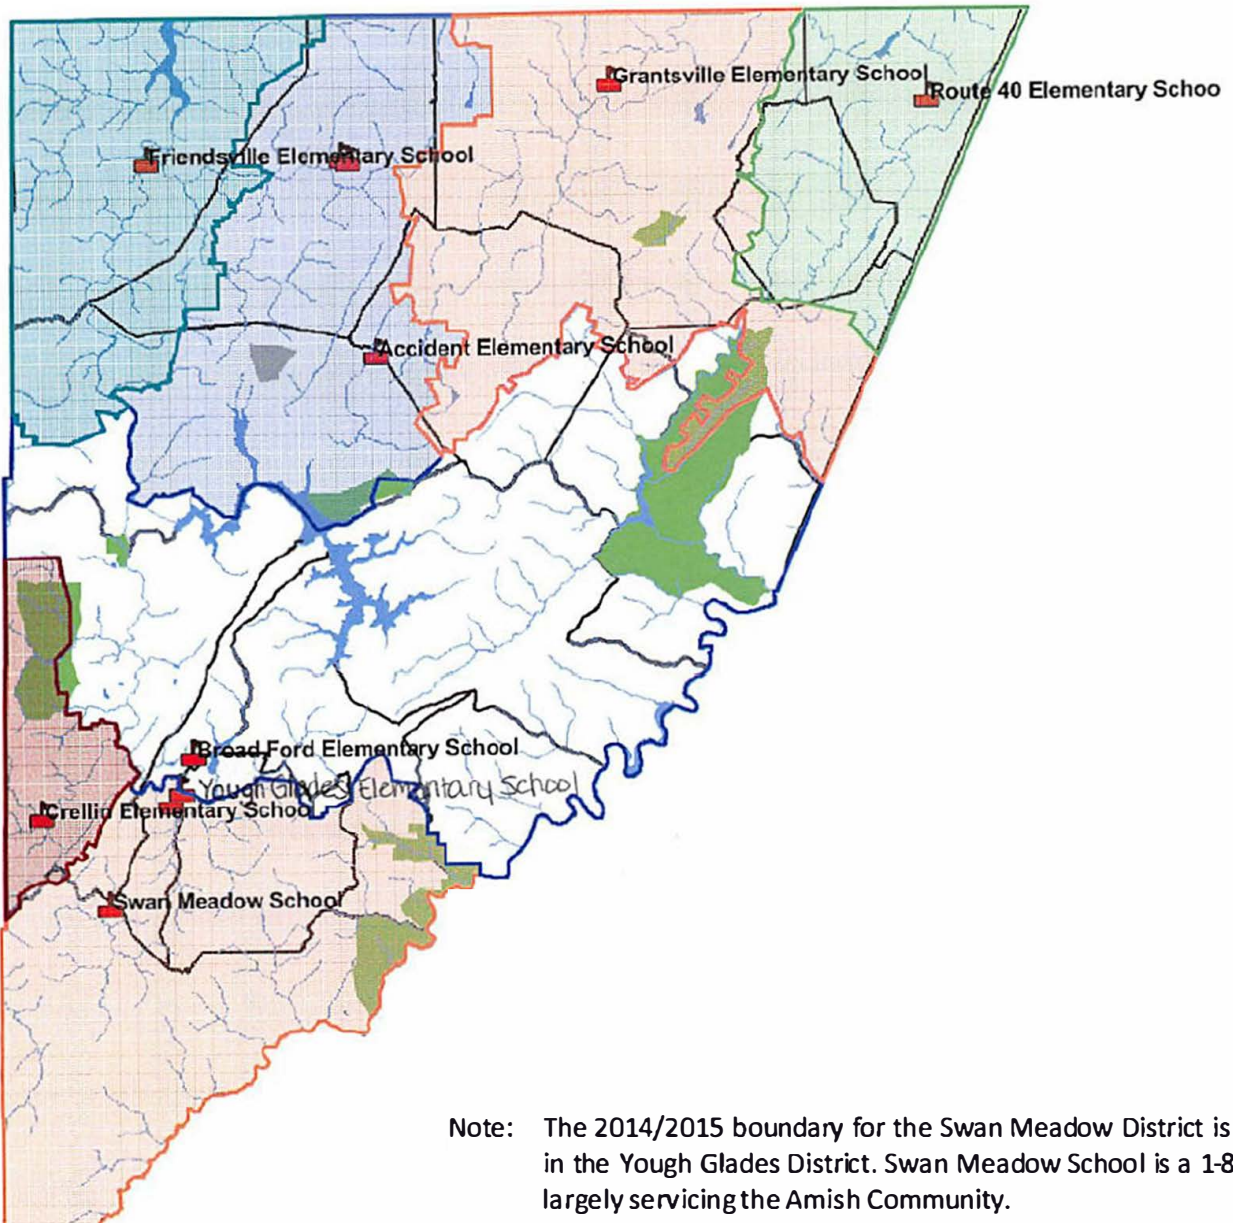 Grantsville Elementary School
Route 40 Elementary Schoo
Friendsville Elementary School
Accident Elementary School
Broad Ford Elementary School
Yough Glades Elementary School
Crellin Elementary Schoo
Swan Meadow School
Note: The 2014/2015 boundary for the Swan Meadow District is
in the Yough Glades District. Swan Meadow School is a 1-8
largely servicing the Amish Community.